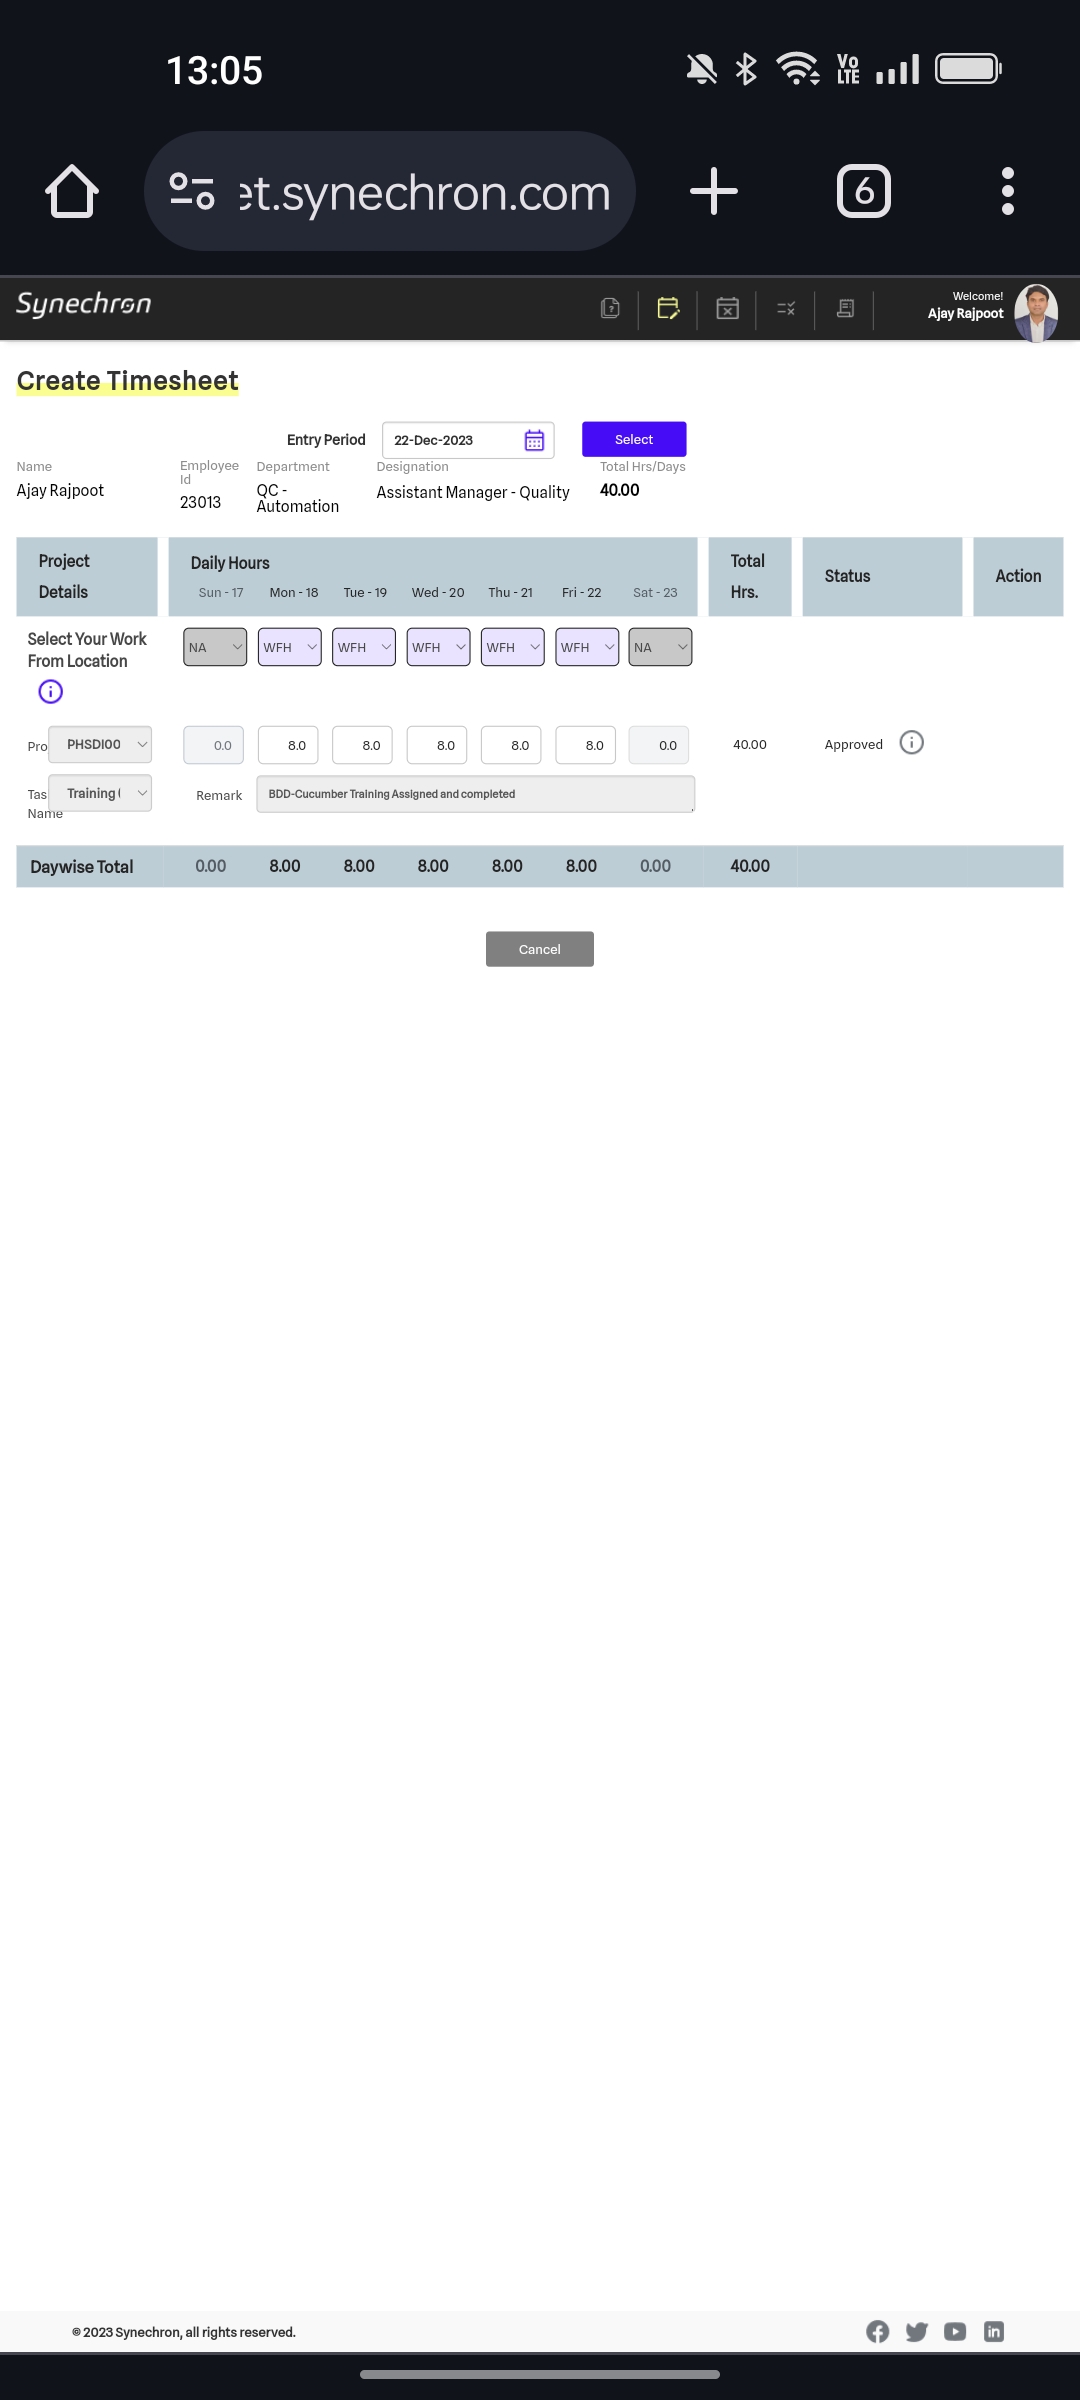 13:05
Vo
LTE
et.synechron.com
6
Synechron
Welcome!
Ajay Rajpoot
Create Timesheet
Entry Period
22-Dec-2023
Select
Name
Employee
Id
Department
Designation
Total Hrs/Days
Ajay Rajpoot
23013
QC -
Automation
Assistant Manager - Quality
40.00
Project
Details
Daily Hours
Sun - 17 Mon - 18 Tue - 19 Wed - 20 Thu - 21 Fri - 22 Sat - 23
Total
Hrs.
Status
Action
Select Your Work
From Location
NA WFH WFH WFH WFH WFH NA
Pro PHSDI00 0.0 8.0 8.0 8.0 8.0 8.0 0.0 40.00 Approved
Tas
Name
Training
Remark
BDD-Cucumber Training Assigned and completed
Daywise Total 0.00 8.00 8.00 8.00 8.00 8.00 0.00 40.00
Cancel
© 2023 Synechron, all rights reserved.